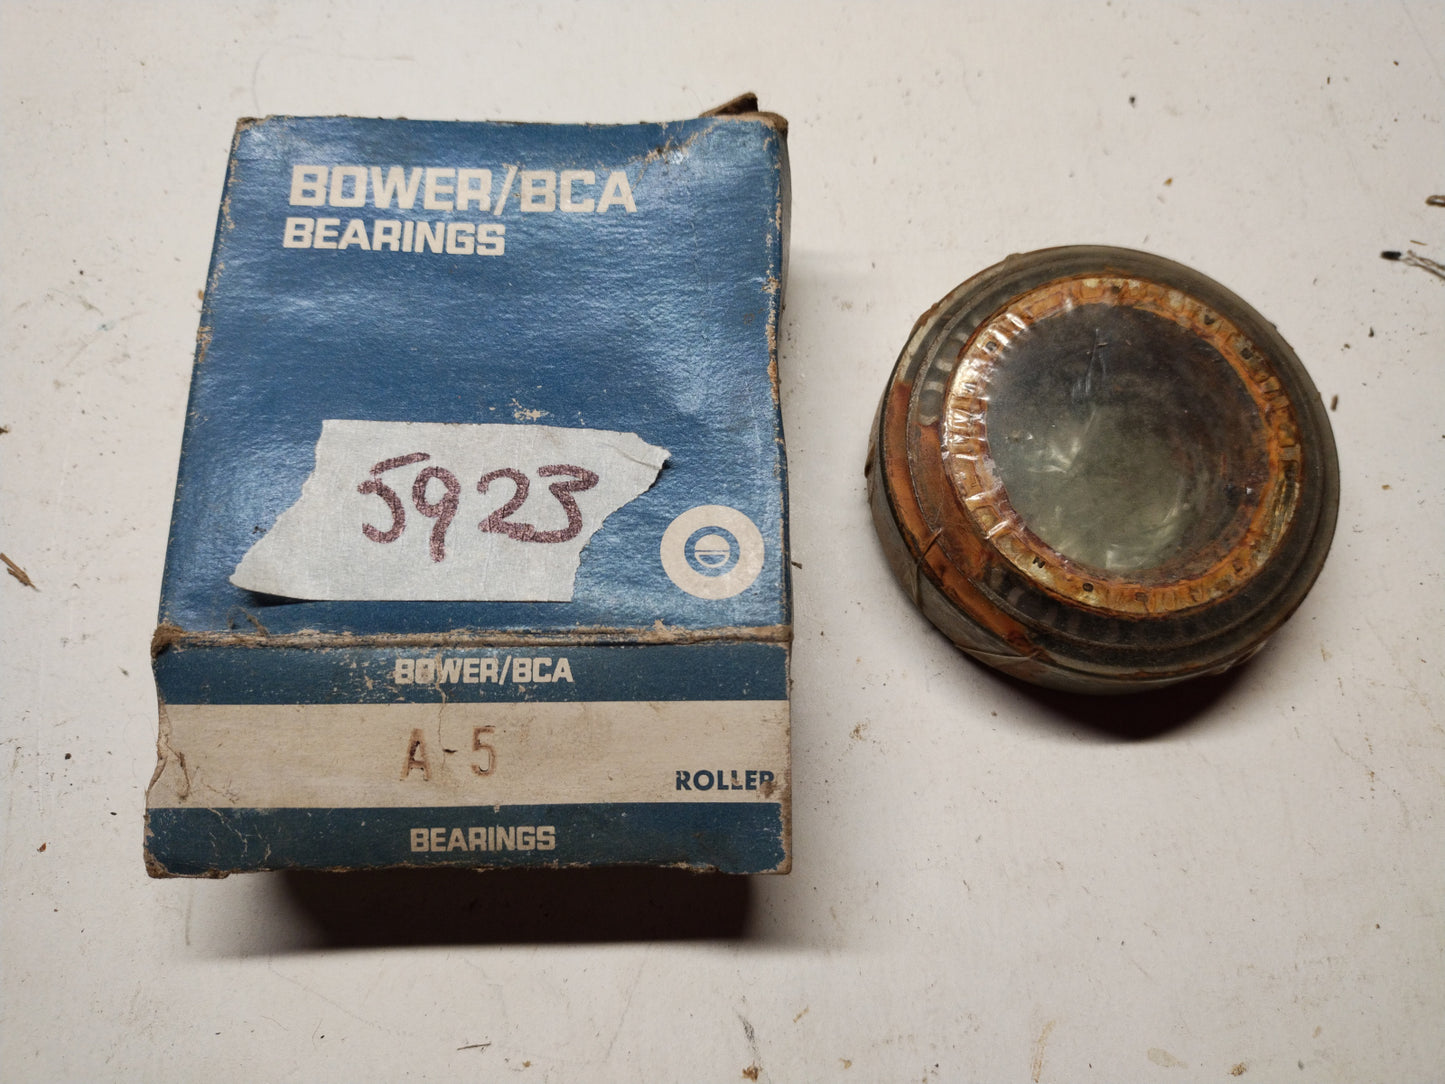 BOWER/BCA
BEARINGS
5923
BOWER/BCA
A 5
ROLLER
BEARINGS